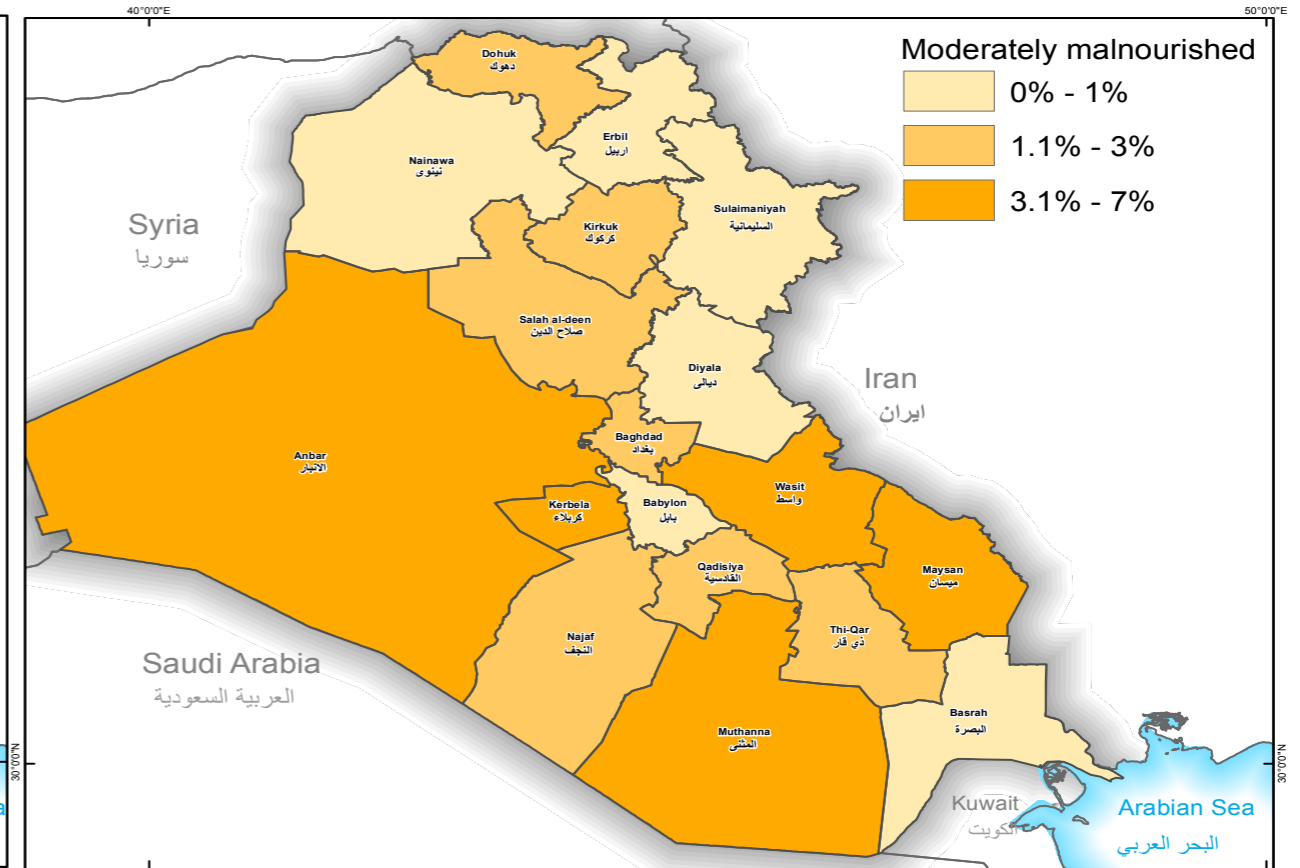 40°0'0"E
50°0'0"E
Moderately malnourished
0% - 1%
1.1% - 3%
3.1% - 7%
Dohuk
دهوك
Erbil
اربيل
Nainawa
نينوى
Sulaimaniyah
السليمانية
Kirkuk
كركوك
Syria
سوريا
Salah al-deen
صلاح الدين
Diyala
ديالى
Iran
ايران
Baghdad
بغداد
Anbar
الانبار
Wasit
واسط
Kerbela
كربلاء
Babylon
بابل
Qadisiya
القادسية
Maysan
ميسان
Najaf
النجف
Thi-Qar
ذي قار
Saudi Arabia
العربية السعودية
Basrah
البصرة
Muthanna
المثنى
30°0'0"N
30°0'0"N
Kuwait
الكويت
Arabian Sea
البحر العربي
a